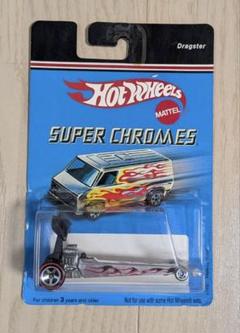 Dragster
Hot Wheels
MATTEL
SUPER CHROMES
For children 3 years and older
Not for use with some Hot Wheels® sets.